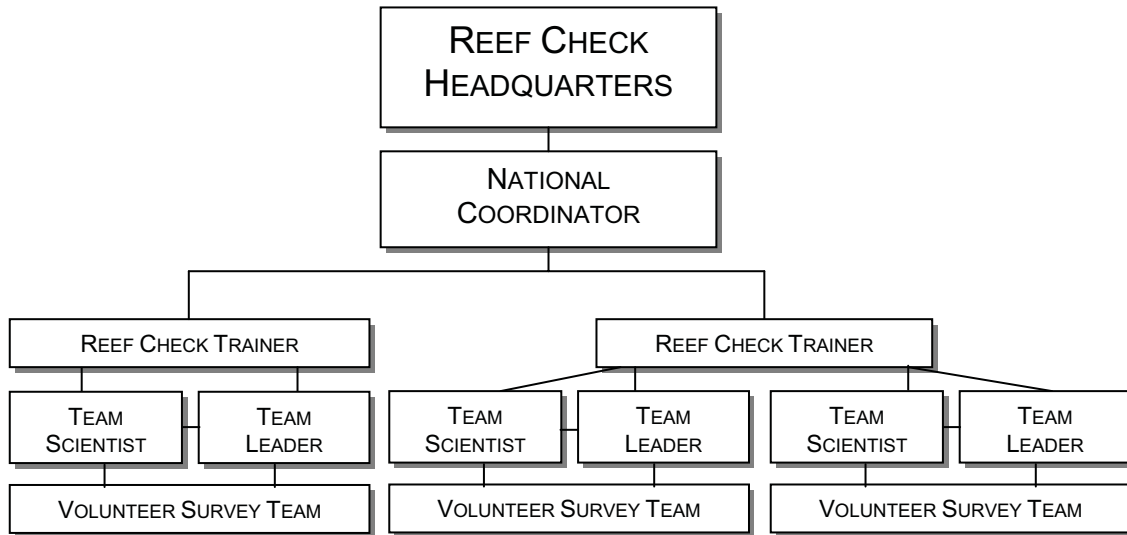 REEF CHECK
HEADQUARTERS
NATIONAL
COORDINATOR
REEF CHECK TRAINER
REEF CHECK TRAINER
TEAM
SCIENTIST
TEAM
LEADER
TEAM
SCIENTIST
TEAM
LEADER
TEAM
SCIENTIST
TEAM
LEADER
VOLUNTEER SURVEY TEAM
VOLUNTEER SURVEY TEAM
VOLUNTEER SURVEY TEAM